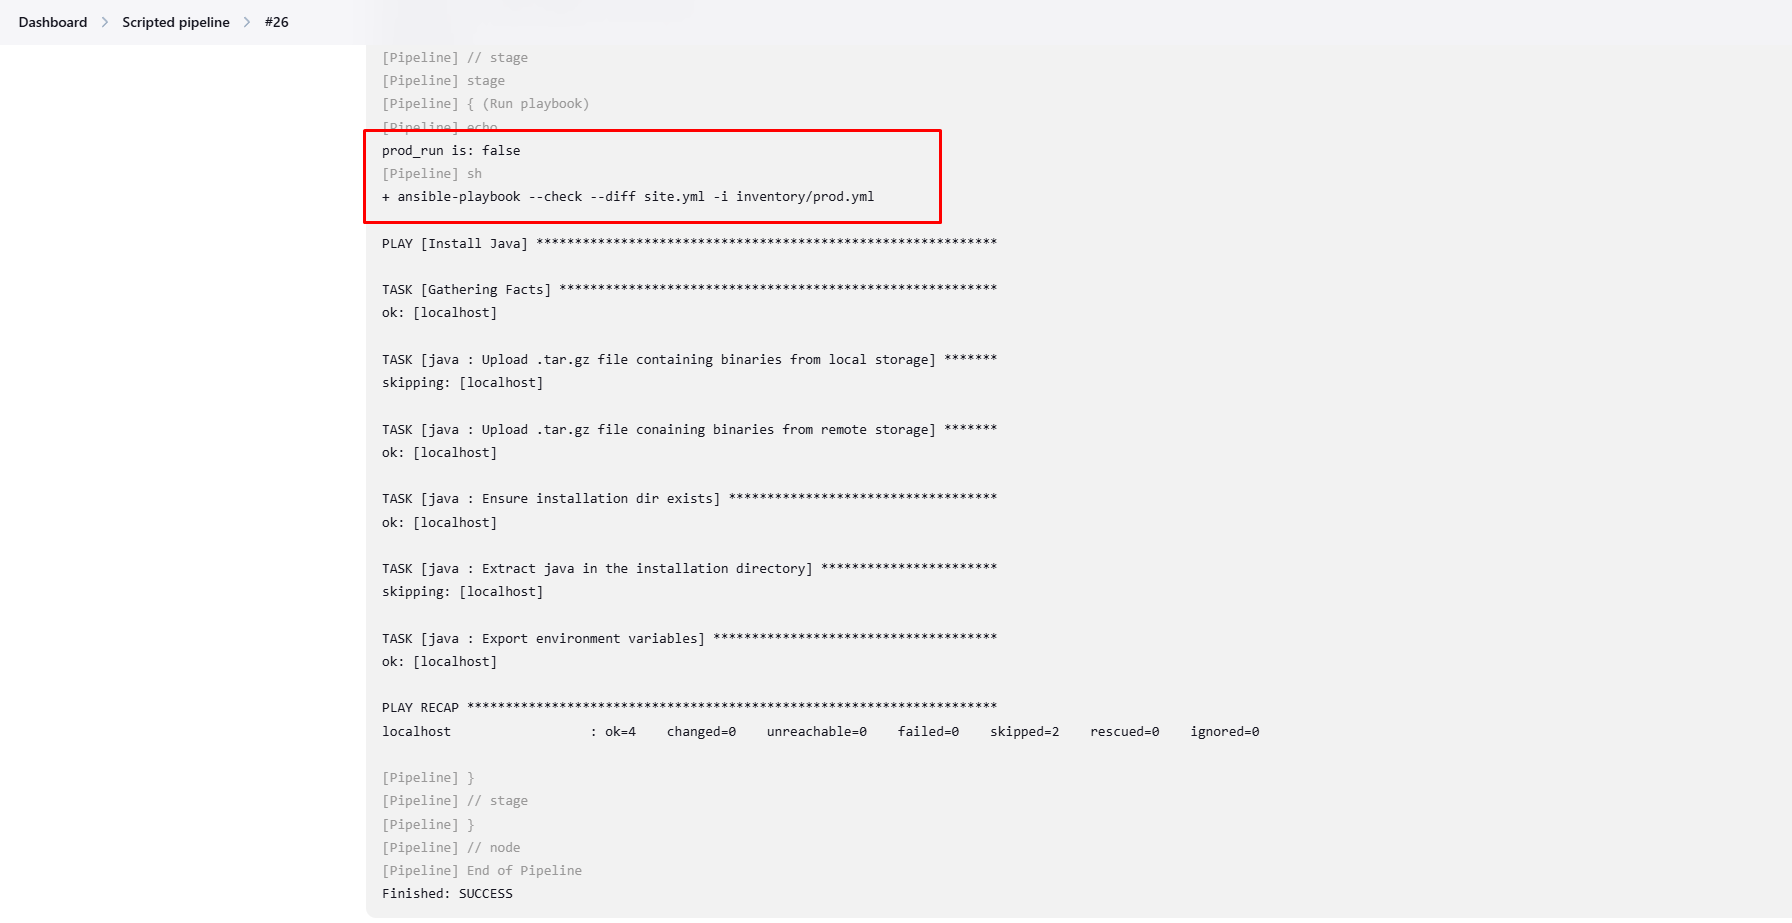 Dashboard > Scripted pipeline > #26
[Pipeline] // stage
[Pipeline] stage
[Pipeline] { (Run playbook)
[Pipeline] echo
prod_run is: false
[Pipeline] sh
+ ansible-playbook --check --diff site.yml -i inventory/prod.yml
PLAY [Install Java] ************************************************************
TASK [Gathering Facts] *********************************************************
ok: [localhost]
TASK [java : Upload .tar.gz file containing binaries from local storage] *******
skipping: [localhost]
TASK [java : Upload .tar.gz file conaining binaries from remote storage] *******
ok: [localhost]
TASK [java : Ensure installation dir exists] ***********************************
ok: [localhost]
TASK [java : Extract java in the installation directory] ***********************
skipping: [localhost]
TASK [java : Export environment variables] *************************************
ok: [localhost]
PLAY RECAP *********************************************************************
localhost                  : ok=4    changed=0    unreachable=0    failed=0    skipped=2    rescued=0    ignored=0
[Pipeline] }
[Pipeline] // stage
[Pipeline] }
[Pipeline] // node
[Pipeline] End of Pipeline
Finished: SUCCESS